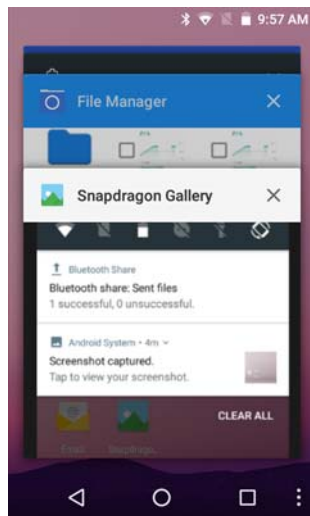 9:57 AM
File Manager
Snapdragon Gallery
Bluetooth Share
Bluetooth share: Sent files
1 successful, 0 unsuccessful.
Android System • 4m
Screenshot captured.
Tap to view your screenshot.
CLEAR ALL
Email
Snapdrago..